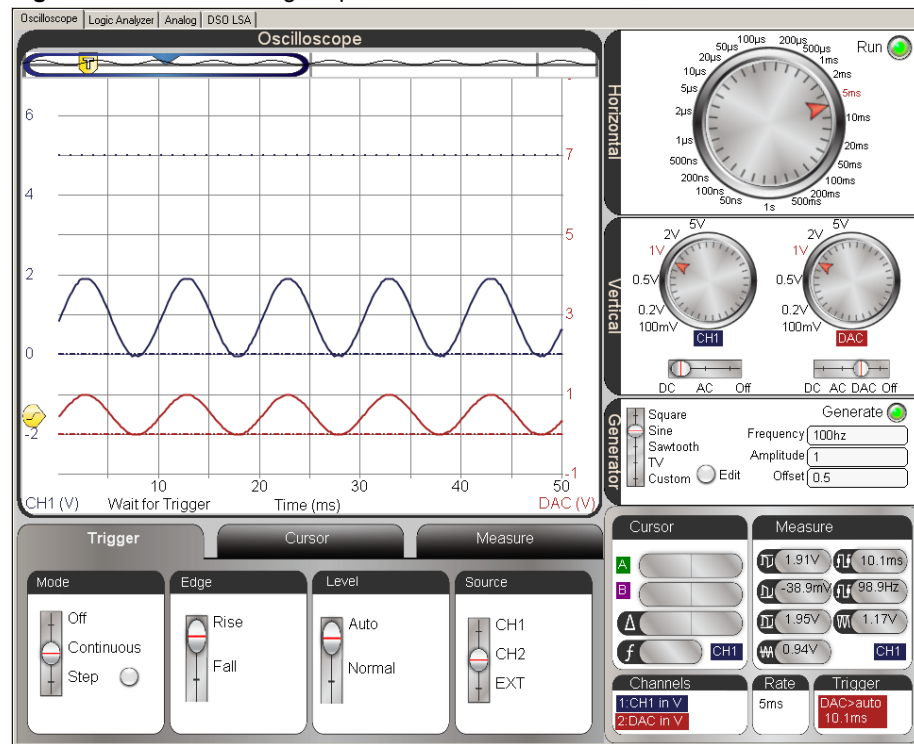 Oscilloscope Logic Analyzer Analog DSO LSA
Oscilloscope
T
6
4
2
0
-2
7
5
3
1
-1
10 20 30 40 50
CH1 (V) Wait for Trigger Time (ms) DAC (V)
Horizontal
Run
50ns
100ns
200ns
500ns
1µs
2µs
5µs
10µs
20µs
50µs
100µs
200µs
500µs
1ms
2ms
5ms
10ms
20ms
50ms
100ms
200ms
500ms
1s
Vertical
100mV
0.2V
0.5V
1V
2V
5V
CH1
DC AC Off
100mV
0.2V
0.5V
1V
2V
5V
DAC
DC AC DAC Off
Generator
Square
Sine
Sawtooth
TV
Custom Edit
Generate
Frequency 100hz
Amplitude 1
Offset 0.5
Trigger Cursor Measure
Mode
Off
Continuous
Step
Edge
Rise
Fall
Level
Auto
Normal
Source
CH1
CH2
EXT
Cursor
A
B
Δ
f CH1
Measure
1.91V 10.1ms
-38.9mV 98.9Hz
1.95V 1.17V
0.94V CH1
Channels
1:CH1 in V
2:DAC in V
Rate
5ms
Trigger
DAC>auto
10.1ms